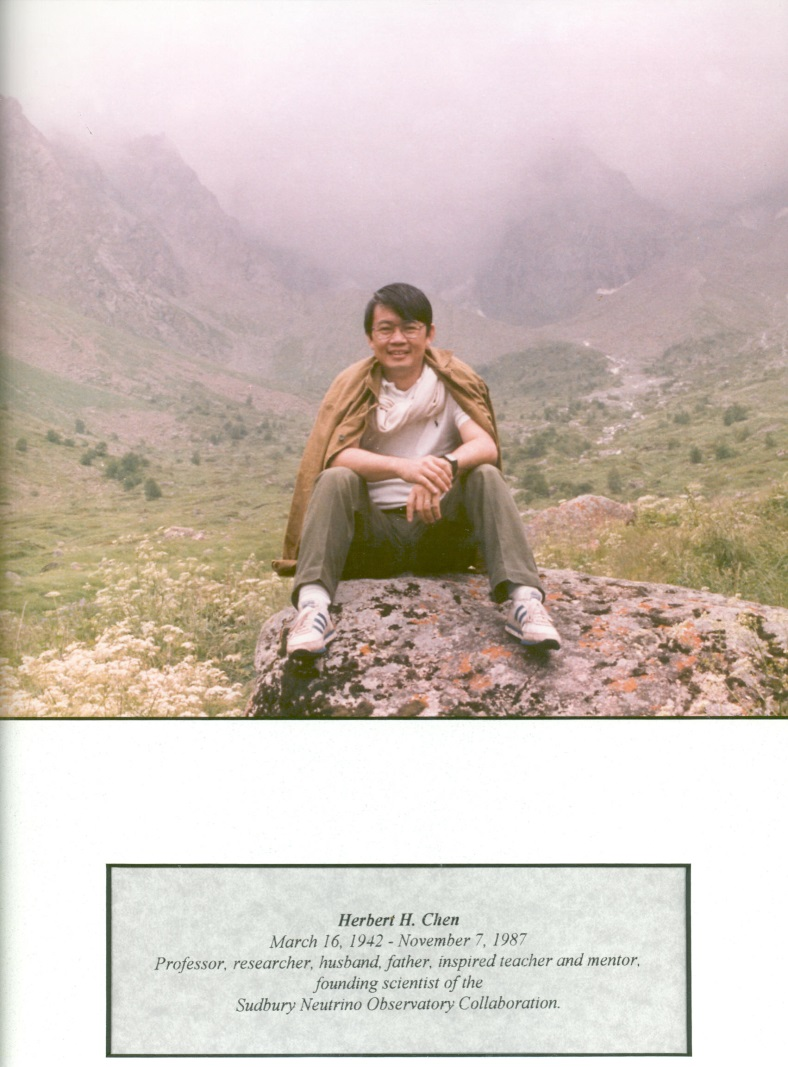 Herbert H. Chen
March 16, 1942 - November 7, 1987
Professor, researcher, husband, father, inspired teacher and mentor,
founding scientist of the
Sudbury Neutrino Observatory Collaboration.